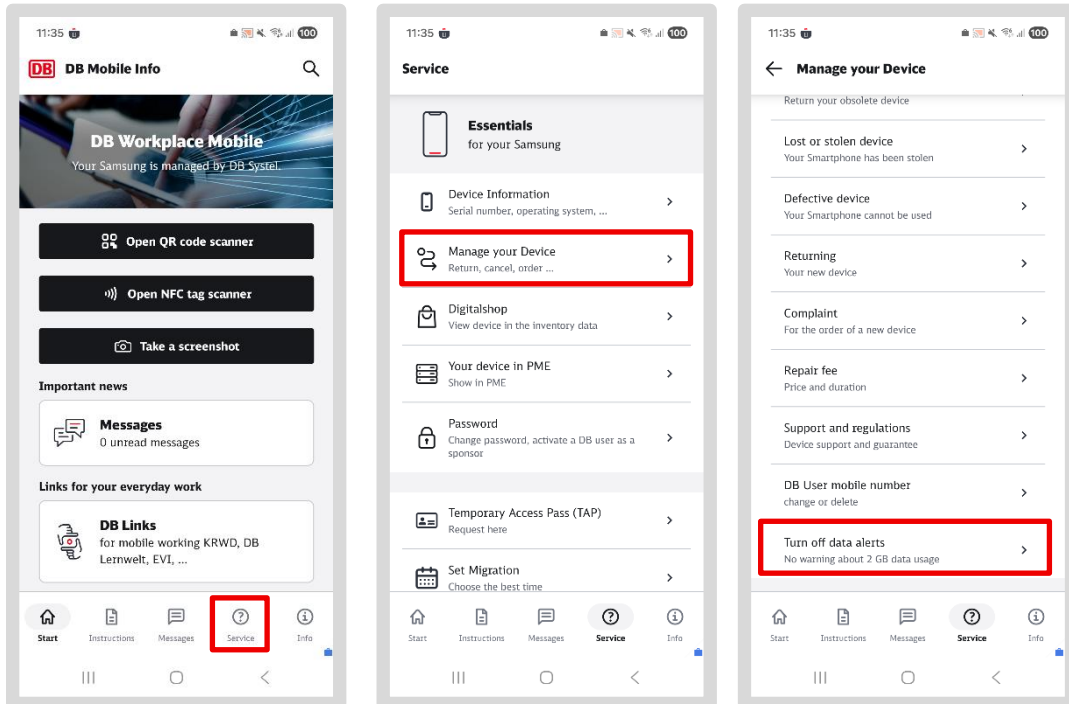 11:35
100
DB DB Mobile Info
DB Workplace Mobile
Your Samsung is managed by DB Systel.
Open QR code scanner
Open NFC tag scanner
Take a screenshot
Important news
Messages
0 unread messages
Links for your everyday work
DB Links
for mobile working KRWD, DB
Lernwelt, EVI, ...
Start Instructions Messages Service Info
11:35
100
Service
Essentials
for your Samsung
Device Information
Serial number, operating system, ...
Manage your Device
Return, cancel, order ...
Digitalshop
View device in the inventory data
Your device in PME
Show in PME
Password
Change password, activate a DB user as a
sponsor
Temporary Access Pass (TAP)
Request here
Set Migration
Choose the best time
Start Instructions Messages Service Info
11:35
100
Manage your Device
Return your obsolete device
Lost or stolen device
Your Smartphone has been stolen
Defective device
Your Smartphone cannot be used
Returning
Your new device
Complaint
For the order of a new device
Repair fee
Price and duration
Support and regulations
Device support and guarantee
DB User mobile number
change or delete
Turn off data alerts
No warning about 2 GB data usage
Start Instructions Messages Service Info